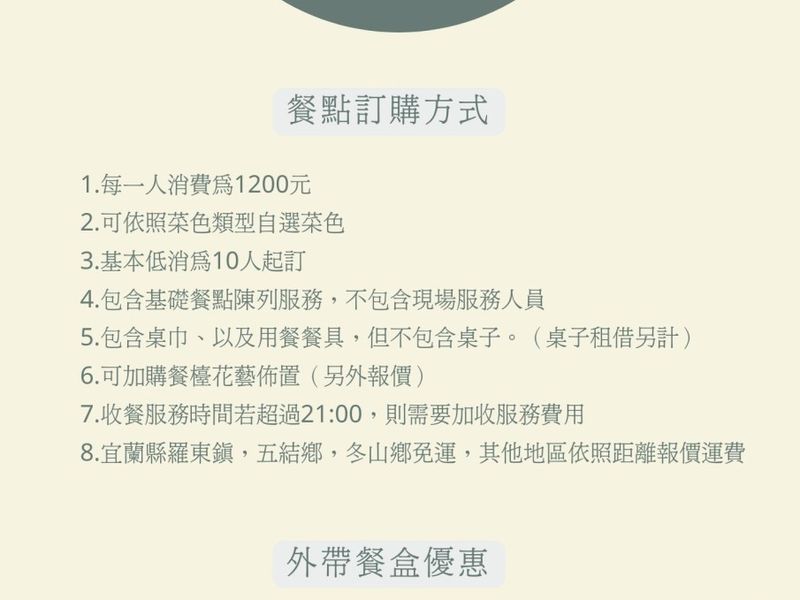 餐點訂購方式
1.每一人消費爲1200元
2.可依照菜色類型自選菜色
3.基本低消爲10人起訂
4.包含基礎餐點陳列服務，不包含現場服務人員
5.包含桌巾、以及用餐餐具，但不包含桌子。（桌子租借另計）
6.可加購餐檯花藝佈置（另外報價）
7.收餐服務時間若超過21:00，則需要加收服務費用
8.宜蘭縣羅東鎭，五結鄉，冬山鄉免運，其他地區依照距離報價運費
外帶餐盒優惠